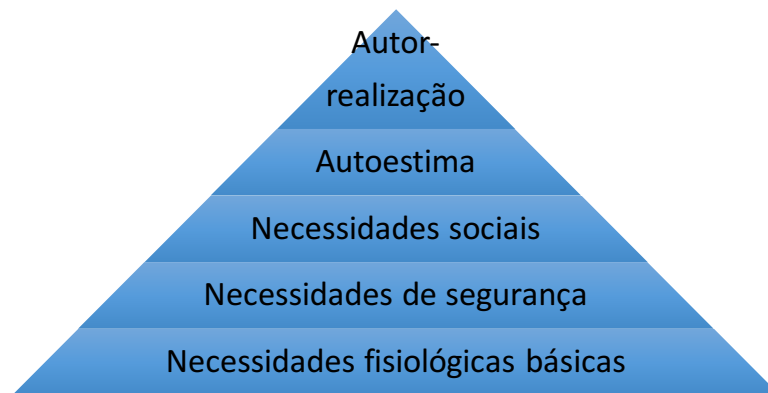 Autor-
realização
Autoestima
Necessidades sociais
Necessidades de segurança
Necessidades fisiológicas básicas